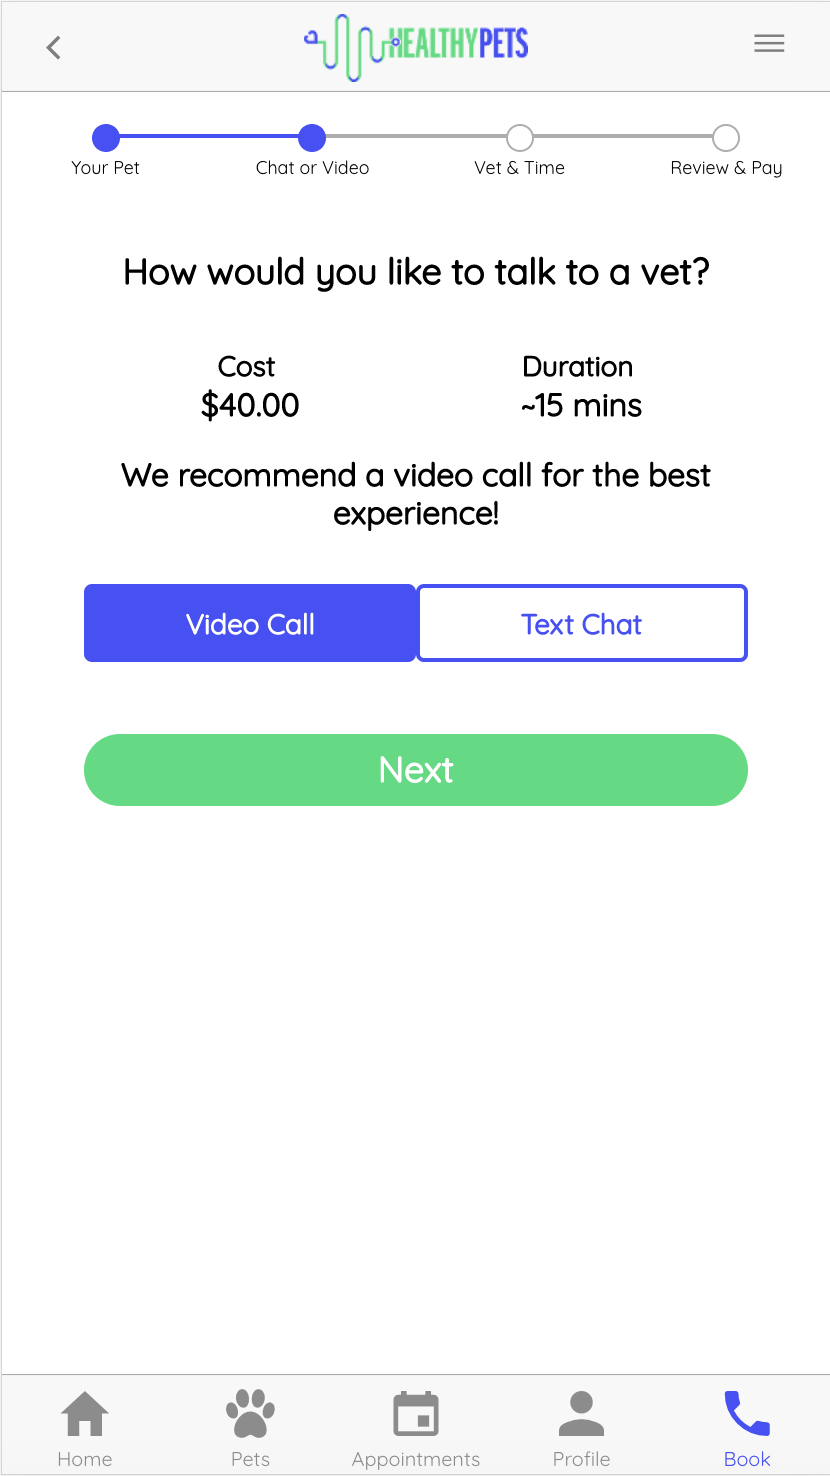 HEALTHYPETS
Your Pet
Chat or Video
Vet & Time
Review & Pay
How would you like to talk to a vet?
Cost
$40.00
Duration
~15 mins
We recommend a video call for the best
experience!
Video Call
Text Chat
Next
Home
Pets
Appointments
Profile
Book